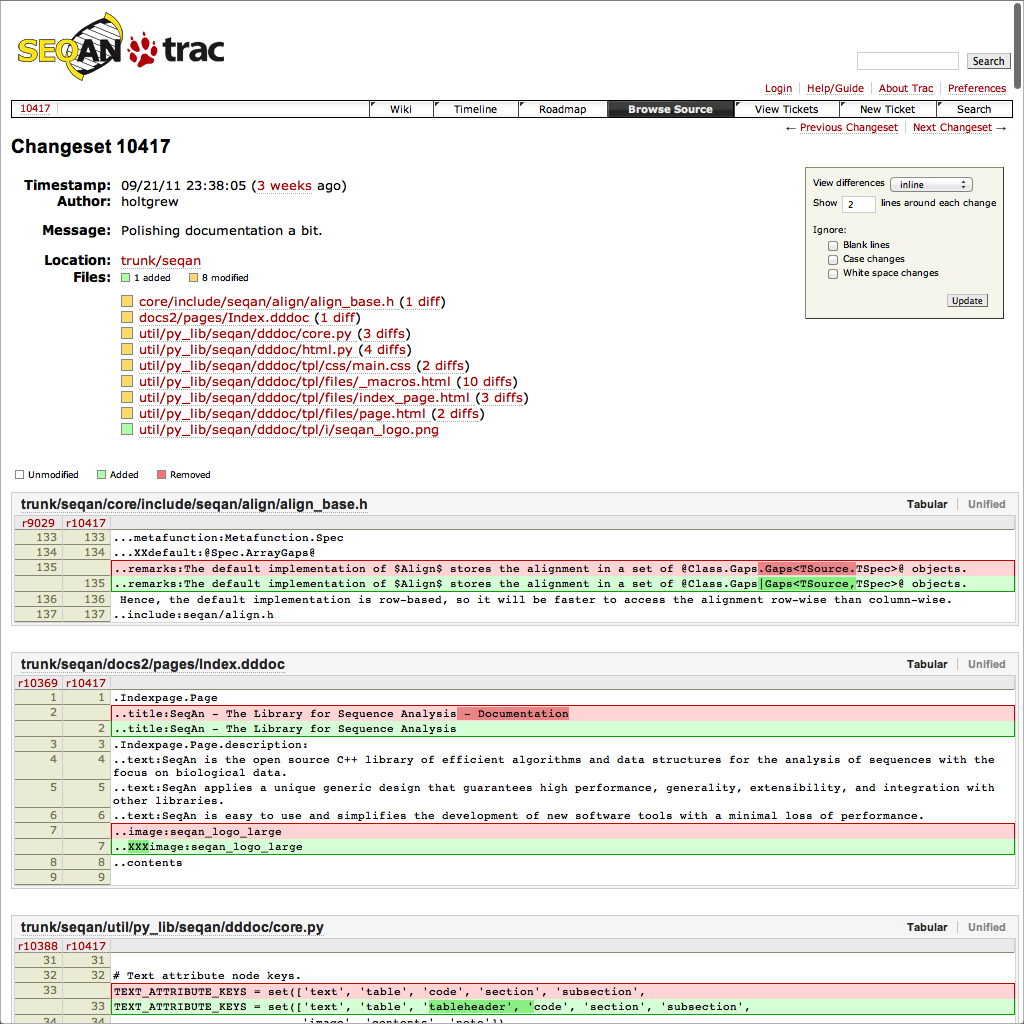 SEQAN trac
Search
Login Help/Guide About Trac Preferences
10417 Wiki Timeline Roadmap Browse Source View Tickets New Ticket Search
← Previous Changeset Next Changeset →
Changeset 10417
Timestamp: 09/21/11 23:38:05 (3 weeks ago)
Author: holtgrew
Message: Polishing documentation a bit.
Location: trunk/seqan
Files: 1 added 8 modified
core/include/seqan/align/align_base.h (1 diff)
docs2/pages/Index.dddoc (1 diff)
util/py_lib/seqan/dddoc/core.py (3 diffs)
util/py_lib/seqan/dddoc/html.py (4 diffs)
util/py_lib/seqan/dddoc/tpl/css/main.css (2 diffs)
util/py_lib/seqan/dddoc/tpl/files/_macros.html (10 diffs)
util/py_lib/seqan/dddoc/tpl/files/index_page.html (3 diffs)
util/py_lib/seqan/dddoc/tpl/files/page.html (2 diffs)
util/py_lib/seqan/dddoc/tpl/i/seqan_logo.png
View differences inline
Show 2 lines around each change
Ignore:
Blank lines
Case changes
White space changes
Update
Unmodified Added Removed
trunk/seqan/core/include/seqan/align/align_base.h Tabular Unified
r9029 r10417
133 133 ...metafunction:Metafunction.Spec
134 134 ...XXdefault:@Spec.ArrayGaps@
135 ..remarks:The default implementation of $Align$ stores the alignment in a set of @Class.Gaps.Gaps<TSource.TSpec>@ objects.
135 ..remarks:The default implementation of $Align$ stores the alignment in a set of @Class.Gaps|Gaps<TSource,TSpec>@ objects.
136 136 Hence, the default implementation is row-based, so it will be faster to access the alignment row-wise than column-wise.
137 137 ..include:seqan/align.h
trunk/seqan/docs2/pages/Index.dddoc Tabular Unified
r10369 r10417
1 1 .Indexpage.Page
2 ..title:SeqAn - The Library for Sequence Analysis - Documentation
2 ..title:SeqAn - The Library for Sequence Analysis
3 3 .Indexpage.Page.description:
4 4 ..text:SeqAn is the open source C++ library of efficient algorithms and data structures for the analysis of sequences with the
focus on biological data.
5 5 ..text:SeqAn applies a unique generic design that guarantees high performance, generality, extensibility, and integration with
other libraries.
6 6 ..text:SeqAn is easy to use and simplifies the development of new software tools with a minimal loss of performance.
7 ..image:seqan_logo_large
7 ..XXXimage:seqan_logo_large
8 8 ..contents
9 9
trunk/seqan/util/py_lib/seqan/dddoc/core.py Tabular Unified
r10388 r10417
31 31
32 32 # Text attribute node keys.
33 TEXT_ATTRIBUTE_KEYS = set(['text', 'table', 'code', 'section', 'subsection',
33 TEXT_ATTRIBUTE_KEYS = set(['text', 'table', 'tableheader', 'code', 'section', 'subsection',
34 34 'image', 'contents', 'note'])